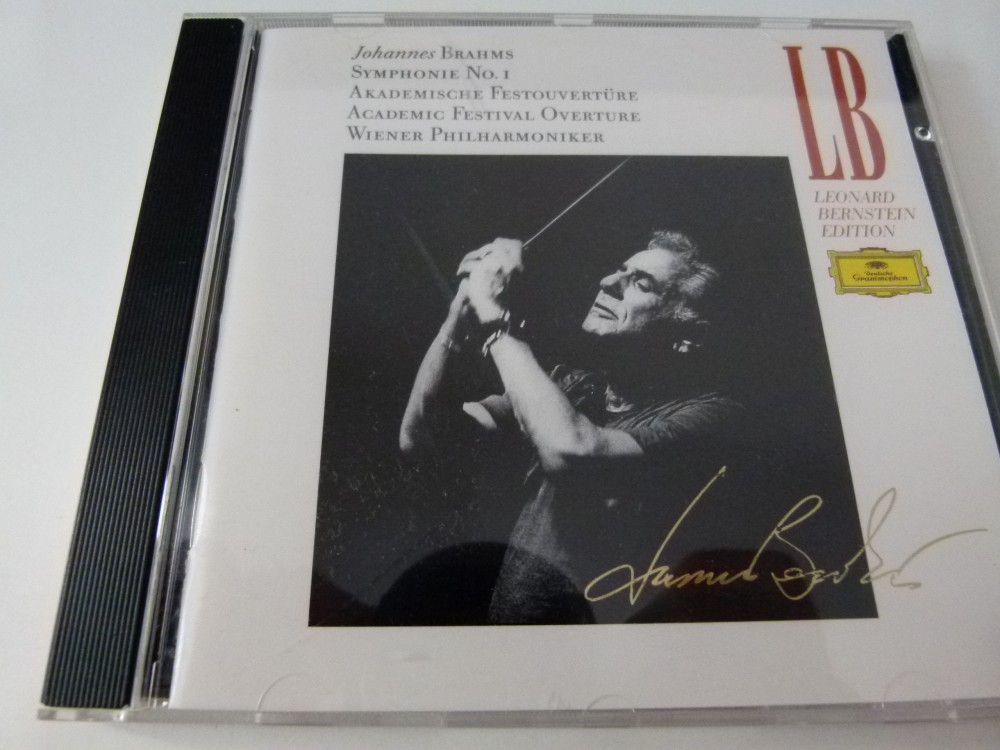 Johannes BRAHMS
SYMPHONIE NO. 1
AKADEMISCHE FESTOUVERTÜRE
ACADEMIC FESTIVAL OVERTURE
WIENER PHILHARMONIKER
LB
LEONARD
BERNSTEIN
EDITION
Deutsche
Grammophon